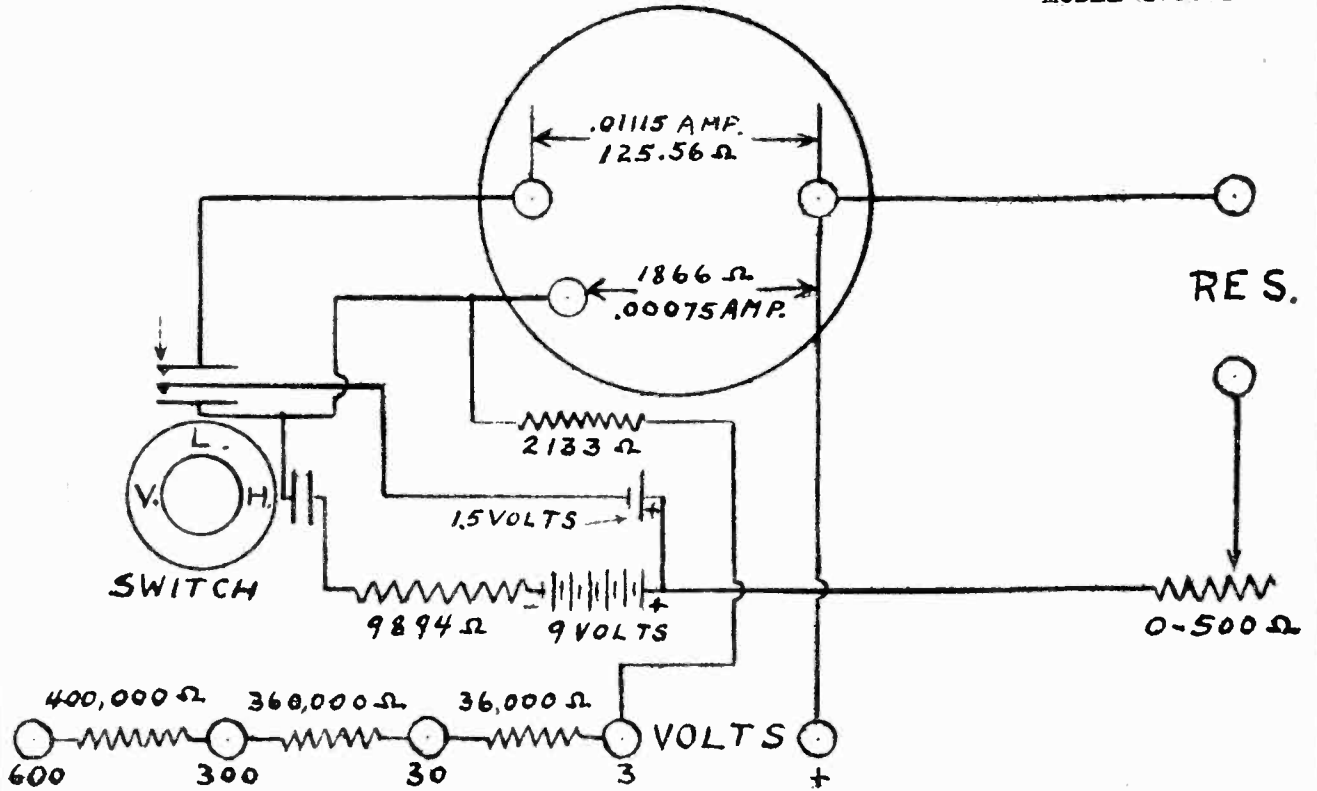 MODEL
.01115 AMP.
125.56 Ω
1866 Ω
.00075 AMP.
RES.
L.
V. H.
SWITCH
2133 Ω
1.5 VOLTS
+
9894 Ω
- 9 VOLTS +
0-500 Ω
400,000 Ω 360,000 Ω 36,000 Ω
VOLTS
600 300 30 3 +